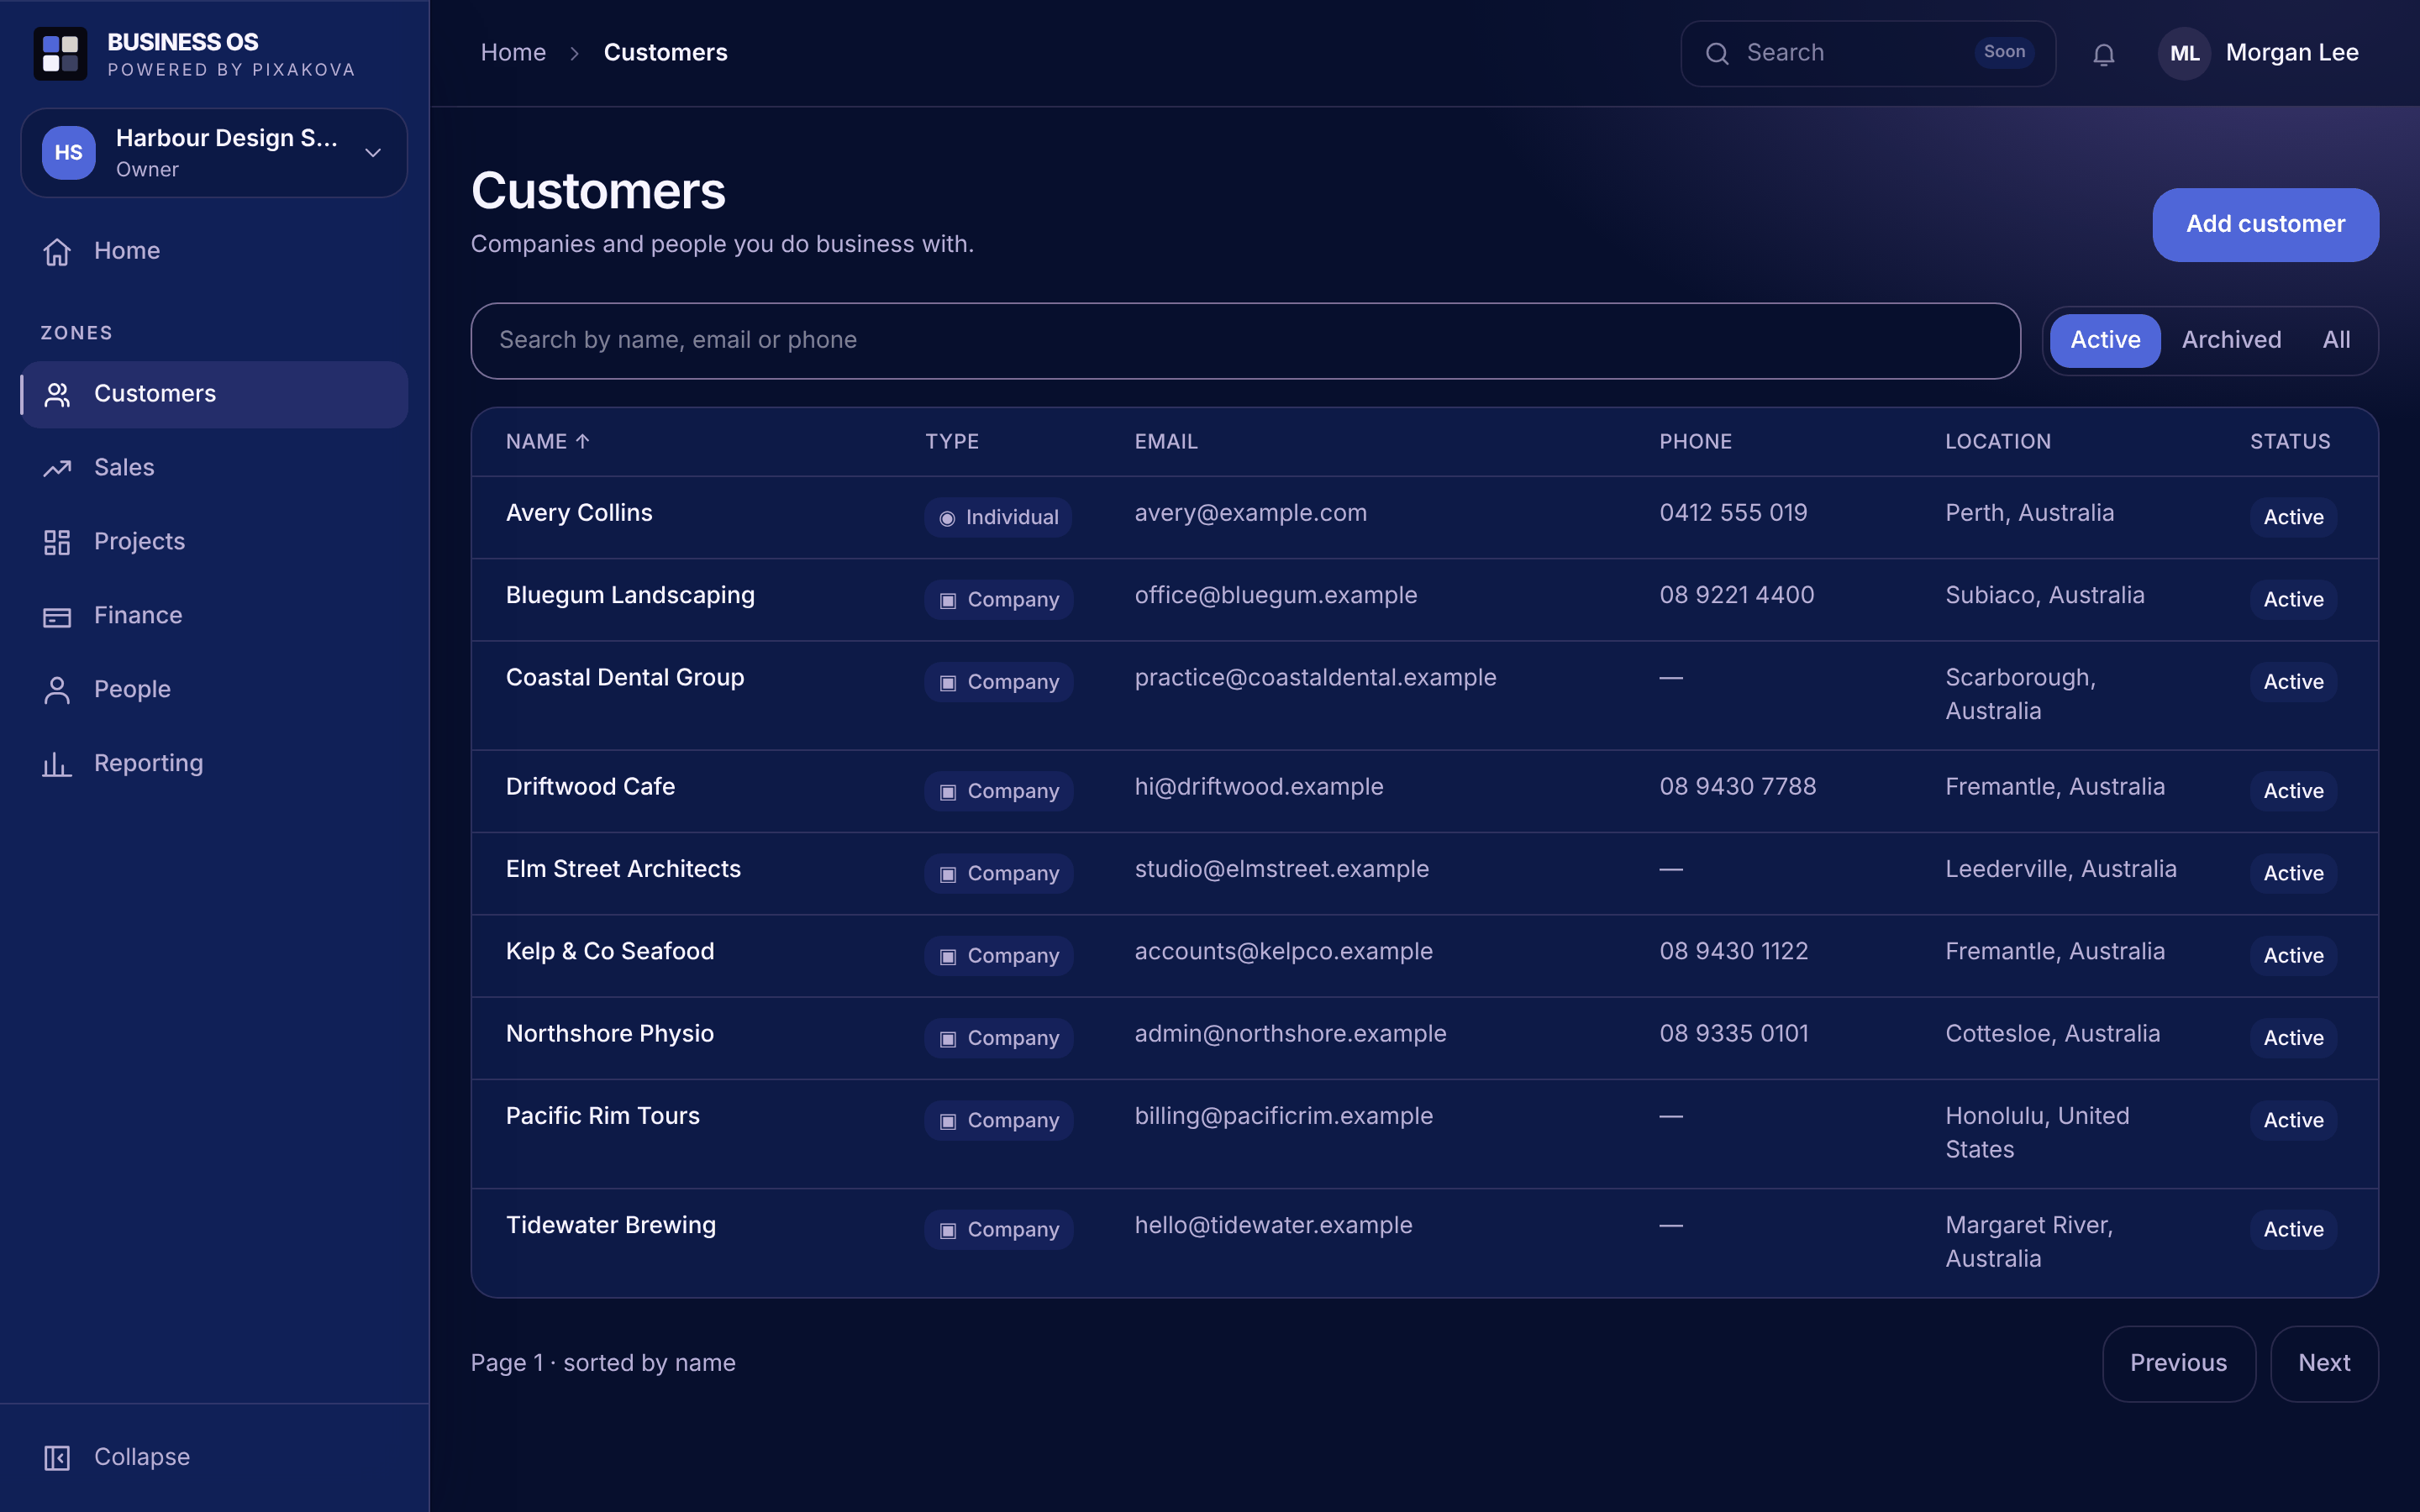 BUSINESS OS
POWERED BY PIXAKOVA
HS Harbour Design S...
Owner
Home
ZONES
Customers
Sales
Projects
Finance
People
Reporting
Collapse
Home > Customers
Search Soon ML Morgan Lee
Customers
Companies and people you do business with.
Add customer
Search by name, email or phone
Active Archived All
NAME ↑ TYPE EMAIL PHONE LOCATION STATUS
Avery Collins Individual avery@example.com 0412 555 019 Perth, Australia Active
Bluegum Landscaping Company office@bluegum.example 08 9221 4400 Subiaco, Australia Active
Coastal Dental Group Company practice@coastaldental.example — Scarborough, Active
Australia
Driftwood Cafe Company hi@driftwood.example 08 9430 7788 Fremantle, Australia Active
Elm Street Architects Company studio@elmstreet.example — Leederville, Australia Active
Kelp & Co Seafood Company accounts@kelpco.example 08 9430 1122 Fremantle, Australia Active
Northshore Physio Company admin@northshore.example 08 9335 0101 Cottesloe, Australia Active
Pacific Rim Tours Company billing@pacificrim.example — Honolulu, United Active
States
Tidewater Brewing Company hello@tidewater.example — Margaret River, Active
Australia
Page 1 · sorted by name
Previous Next